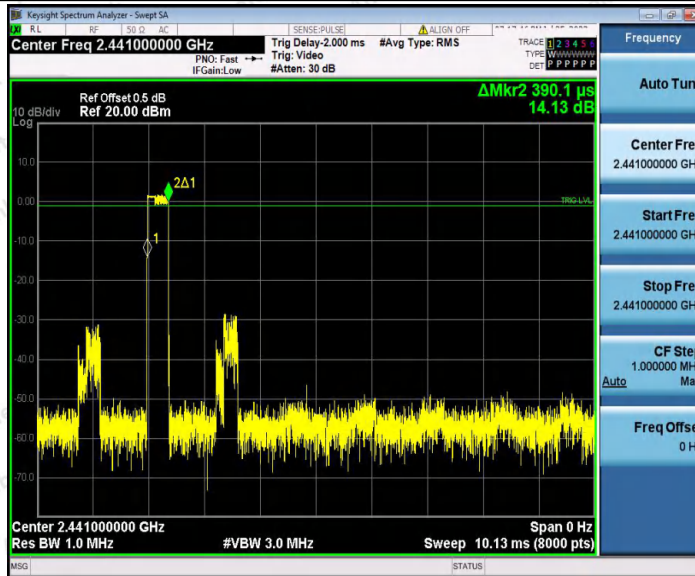 Keysight Spectrum Analyzer - Swept SA
RL RF 50 Ω AC SENSE:PULSE ALIGN OFF
Center Freq 2.441000000 GHz
PNO: Fast
IFGain:Low
Trig Delay-2.000 ms
Trig: Video
#Atten: 30 dB
#Avg Type: RMS
TRACE 1 2 3 4 5 6
TYPE W
DET P P P P P P
ΔMkr2 390.1 µs
14.13 dB
Ref Offset 0.5 dB
10 dB/div Ref 20.00 dBm
Log
10.0
0.00
-10.0
-20.0
-30.0
-40.0
-50.0
-60.0
-70.0
2Δ1
1
TRIG LVL
Center 2.441000000 GHz Span 0 Hz
Res BW 1.0 MHz #VBW 3.0 MHz Sweep 10.13 ms (8000 pts)
MSG STATUS
Frequency
Auto Tun
Center Fre
2.441000000 GH
Start Fre
2.441000000 GH
Stop Fre
2.441000000 GH
CF Ste
1.000000 MH
Auto Ma
Freq Offse
0 H